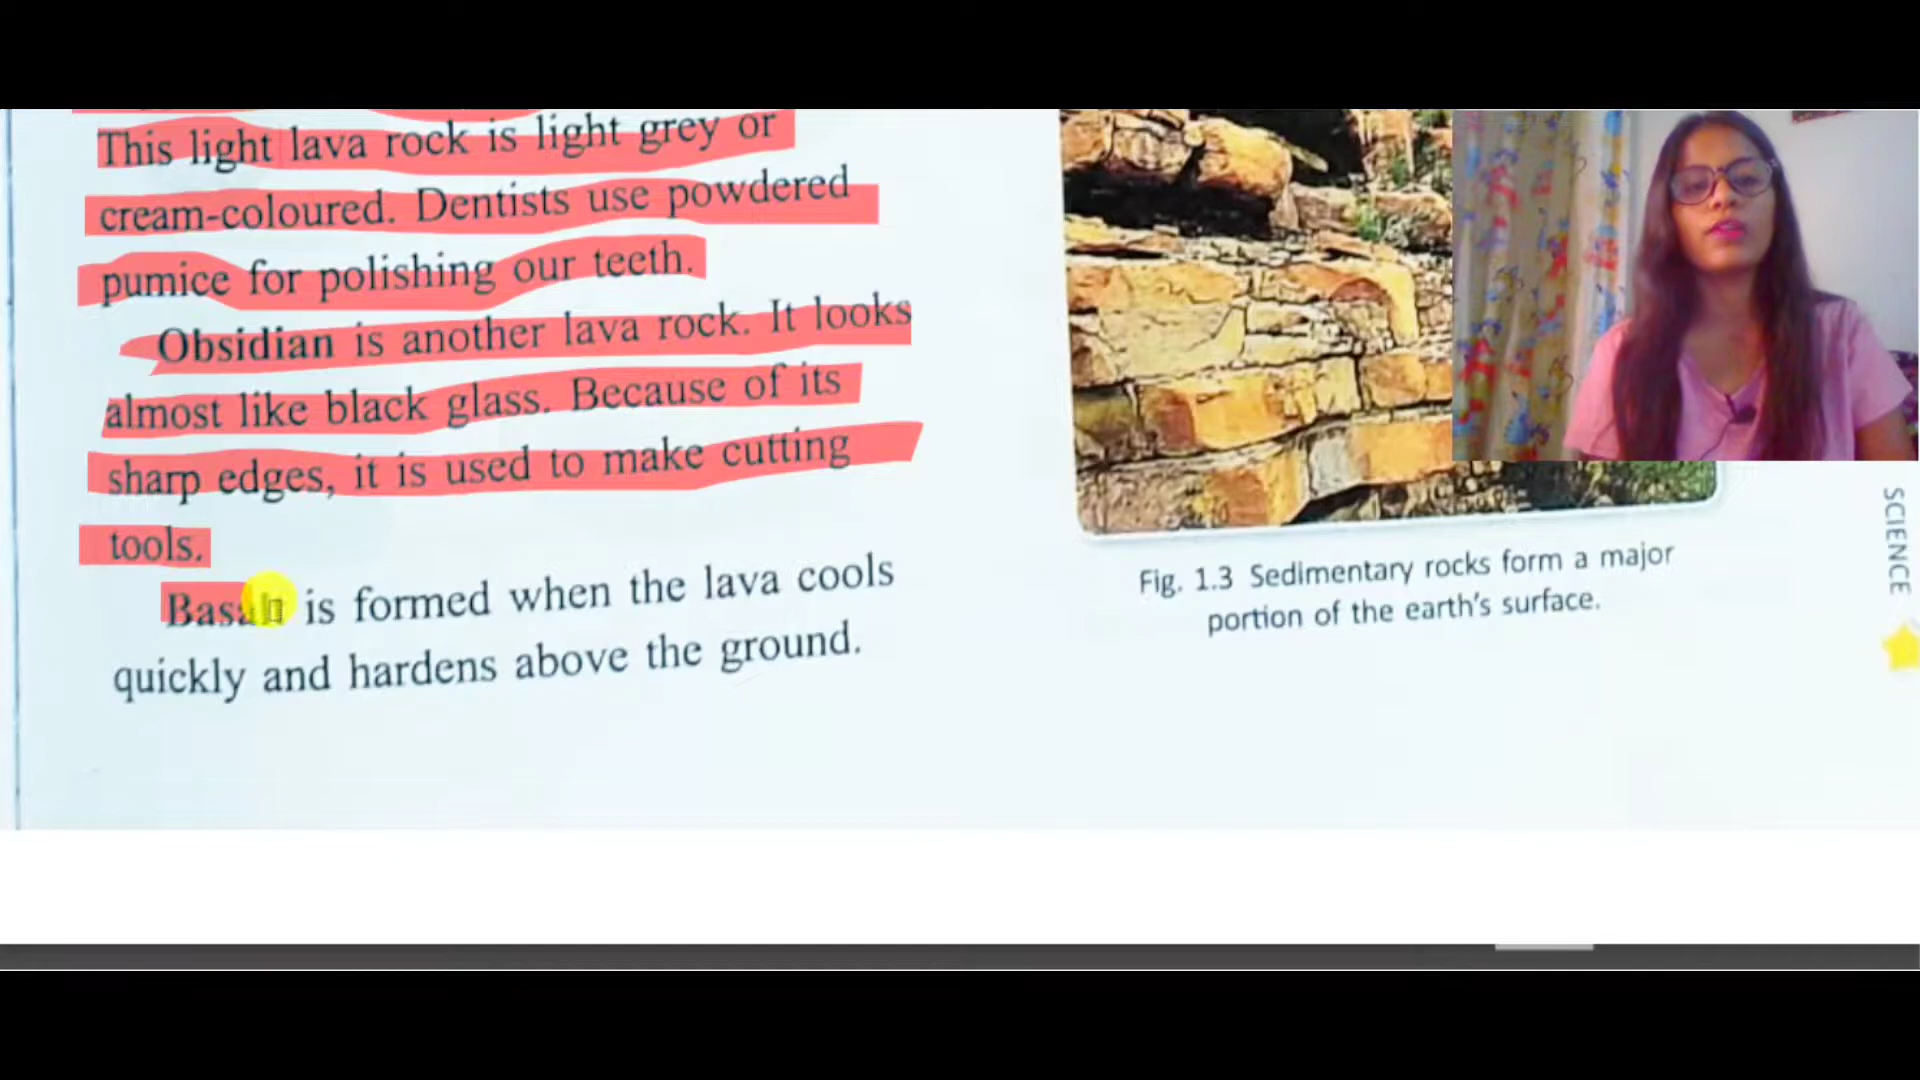 This light lava rock is light grey or
cream-coloured. Dentists use powdered
pumice for polishing our teeth.
Obsidian is another lava rock. It looks
almost like black glass. Because of its
sharp edges, it is used to make cutting
tools.
Basalt is formed when the lava cools
quickly and hardens above the ground.
Fig. 1.3 Sedimentary rocks form a major
portion of the earth's surface.
SCIENCE